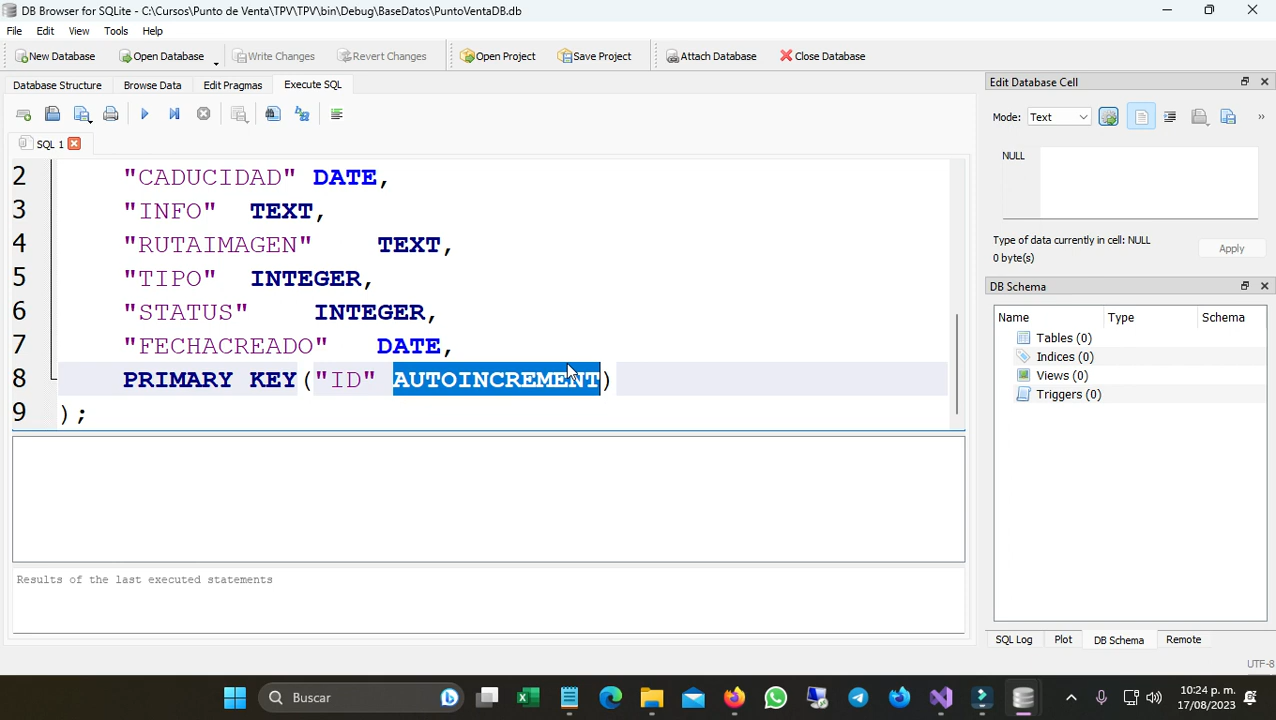 DB Browser for SQLite - C:\Cursos\Punto de Venta\TPV\TPV\bin\Debug\BaseDatos\PuntoVentaDB.db
File Edit View Tools Help
New Database Open Database Write Changes Revert Changes Open Project Save Project Attach Database Close Database
Database Structure Browse Data Edit Pragmas Execute SQL
SQL 1
2 "CADUCIDAD" DATE,
3 "INFO" TEXT,
4 "RUTAIMAGEN" TEXT,
5 "TIPO" INTEGER,
6 "STATUS" INTEGER,
7 "FECHACREADO" DATE,
8 PRIMARY KEY("ID" AUTOINCREMENT)
9 );
Results of the last executed statements
Edit Database Cell
Mode: Text
NULL
Type of data currently in cell: NULL
0 byte(s)
Apply
DB Schema
Name Type Schema
Tables (0)
Indices (0)
Views (0)
Triggers (0)
SQL Log Plot DB Schema Remote
UTF-8
Buscar
10:24 p. m.
17/08/2023